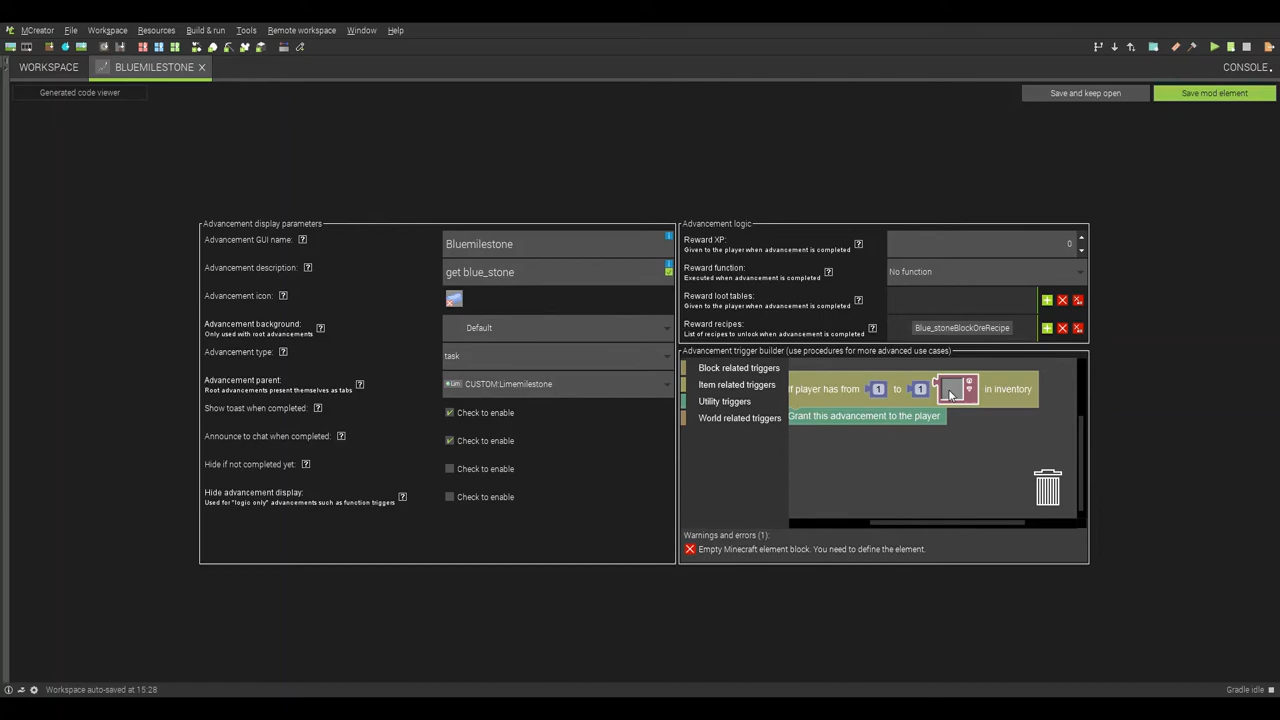 MCreator File Workspace Resources Build & run Tools Remote workspace Window Help
WORKSPACE BLUEMILESTONE CONSOLE
Generated code viewer Save and keep open Save mod element
Advancement display parameters
Advancement GUI name: Bluemilestone
Advancement description: get blue_stone
Advancement icon:
Advancement background: Default
Only used with root advancements
Advancement type: task
Advancement parent: CUSTOM:Limemilestone
Root advancements present themselves as tabs
Show toast when completed: Check to enable
Announce to chat when completed: Check to enable
Hide if not completed yet: Check to enable
Hide advancement display: Check to enable
Used for "logic only" advancements such as function triggers
Advancement logic
Reward XP: 0
Given to the player when advancement is completed
Reward function: No function
Executed when advancement is completed
Reward loot tables:
Given to the player when advancement is completed
Reward recipes: Blue_stoneBlockOreRecipe
List of recipes to unlock when advancement is completed
Advancement trigger builder (use procedures for more advanced use cases)
Block related triggers
Item related triggers
Utility triggers
World related triggers
If player has from 1 to 1 in inventory
Grant this advancement to the player
Warnings and errors (1):
Empty Minecraft element block. You need to define the element.
Workspace auto-saved at 15:28 Gradle idle